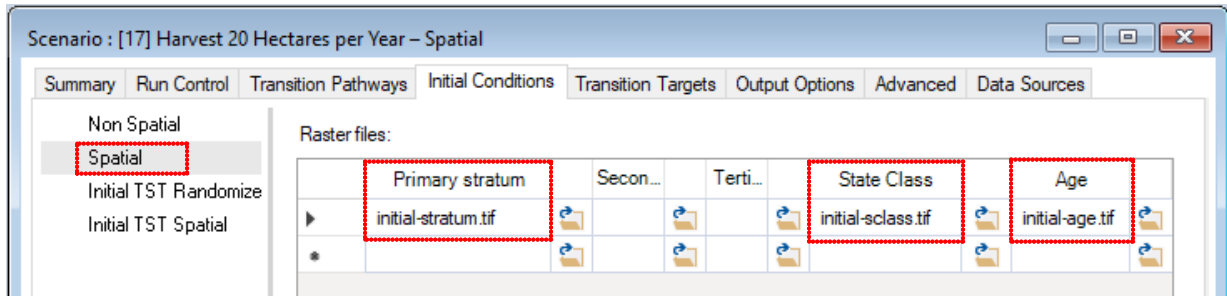 Scenario : [17] Harvest 20 Hectares per Year – Spatial
Summary Run Control Transition Pathways Initial Conditions Transition Targets Output Options Advanced Data Sources
Non Spatial
Spatial
Initial TST Randomize
Initial TST Spatial
Raster files:
Primary stratum Secon... Terti... State Class Age
initial-stratum.tif initial-sclass.tif initial-age.tif